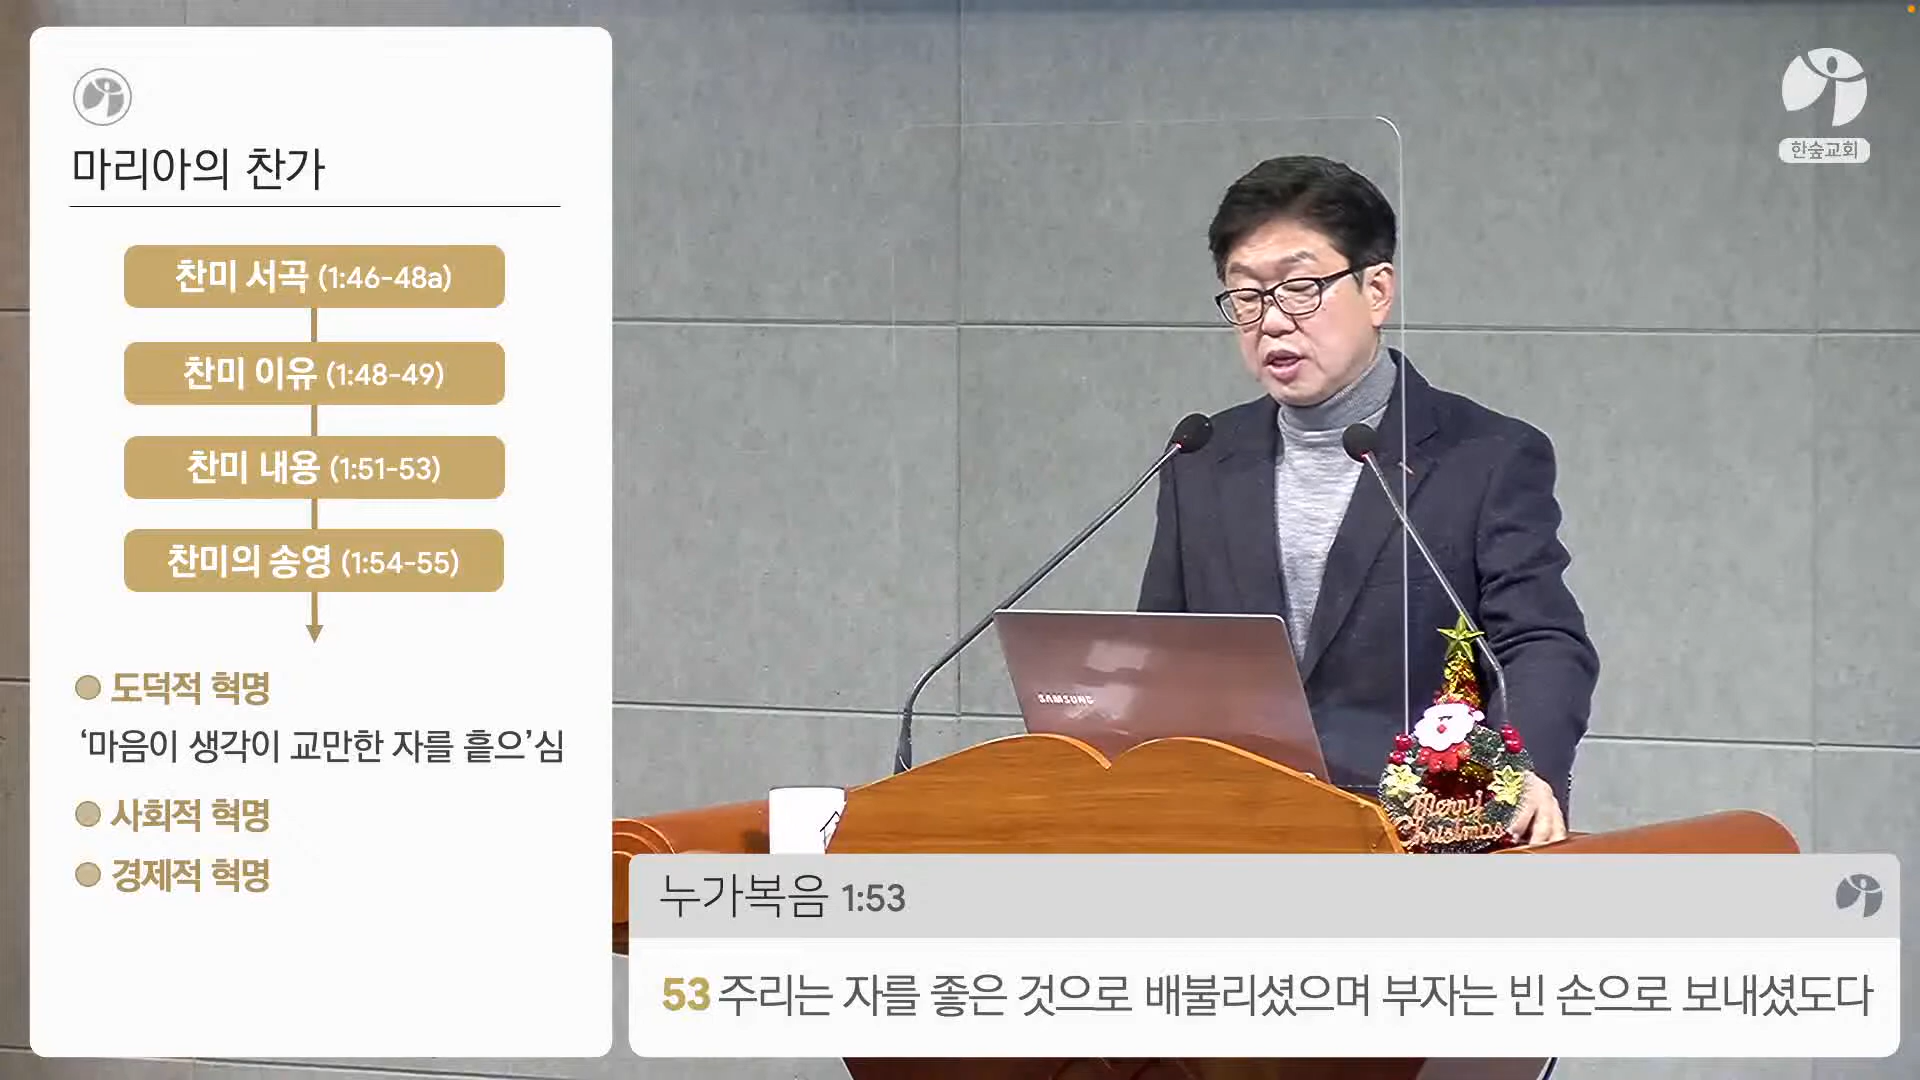 마리아의 찬가
찬미 서곡 (1:46-48a)
찬미 이유 (1:48-49)
찬미 내용 (1:51-53)
찬미의 송영 (1:54-55)
도덕적 혁명
‘마음이 생각이 교만한 자를 흩으’심
사회적 혁명
경제적 혁명
한숲교회
SAMSUNG
Merry
Christmas
누가복음 1:53
53 주리는 자를 좋은 것으로 배불리셨으며 부자는 빈 손으로 보내셨도다